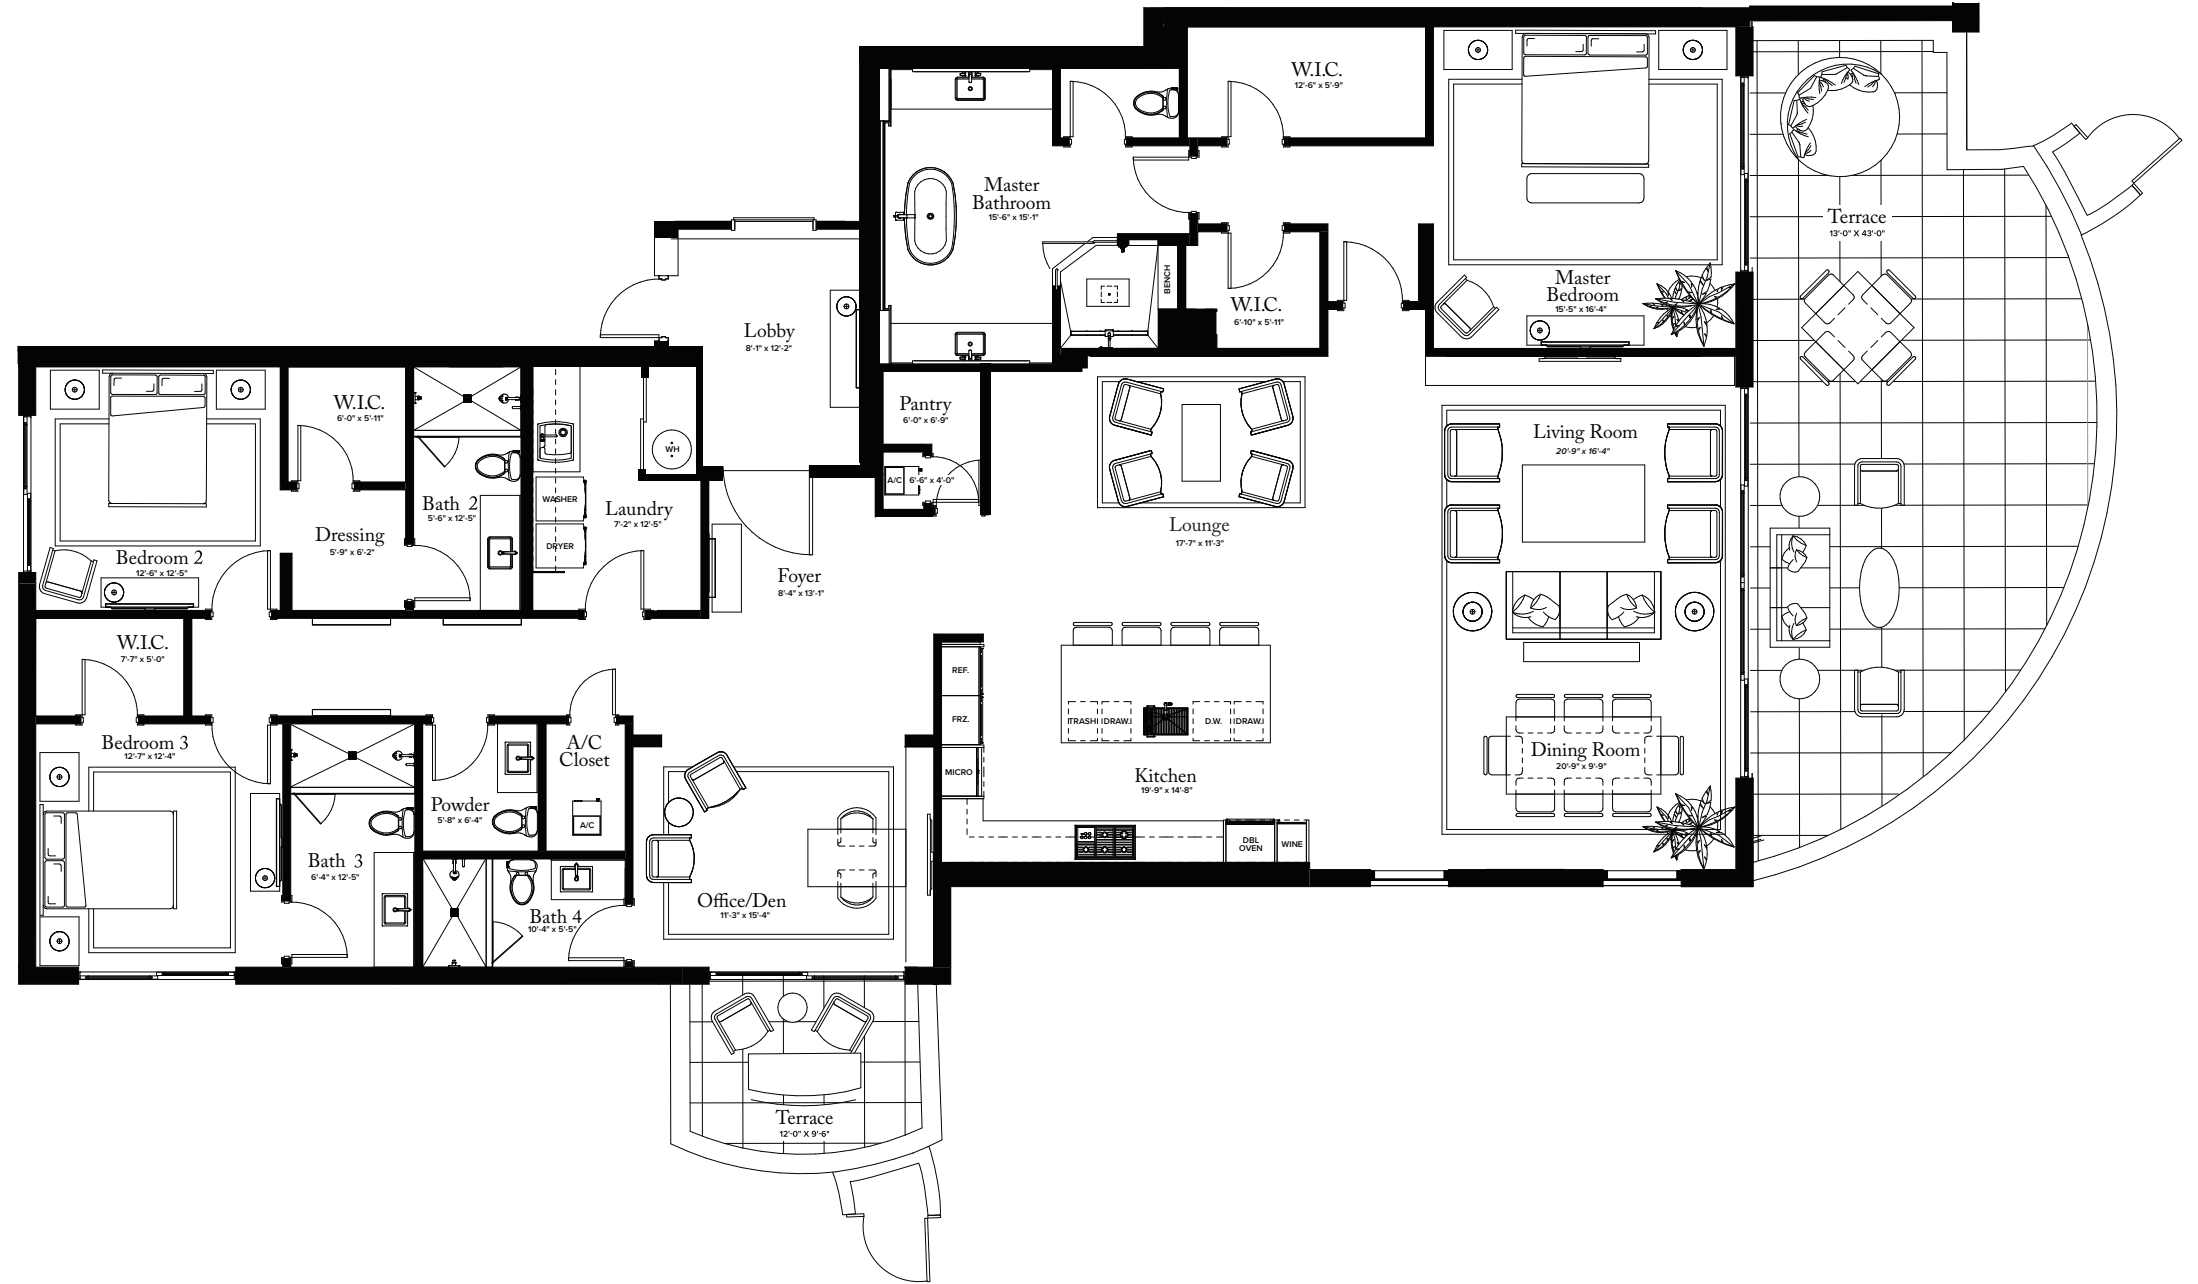 W.I.C.
12'-6" x 5'-9"
Master
Bathroom
15'-6" x 15'-1"
Terrace
13'-0" X 43'-0"
BENCH
W.I.C.
6'-10" x 5'-11"
Master
Bedroom
15'-5" x 16'-4"
Lobby
8'-1" x 12'-2"
W.I.C.
6'-0" x 5'-11"
Pantry
6'-0" x 6'-9"
Living Room
20'-9" x 16'-4"
WH
A/C
6'-6" x 4'-0"
Bath 2
5'-6" x 12'-5"
WASHER
Laundry
7'-2" x 12'-5"
Dressing
5'-9" x 6'-2"
DRYER
Lounge
17'-7" x 11'-3"
Bedroom 2
12'-6" x 12'-5"
Foyer
8'-4" x 13'-1"
W.I.C.
7'-7" x 5'-0"
REF.
FRZ.
TRASH
DRAW.
D.W.
DRAW.
Bedroom 3
12'-7" x 12'-4"
A/C
Closet
MICRO
Kitchen
19'-9" x 14'-8"
Dining Room
20'-9" x 9'-9"
Powder
5'-8" x 6'-4"
A/C
DBL
OVEN
WINE
Bath 3
6'-4" x 12'-5"
Office/Den
11'-3" x 15'-4"
Bath 4
10'-4" x 5'-5"
Terrace
12'-0" X 9'-6"